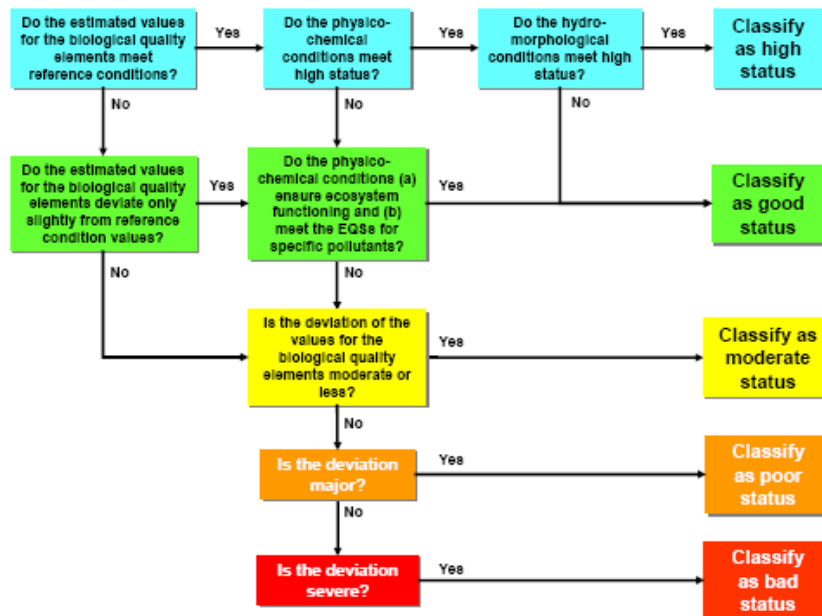 Do the estimated values
for the biological quality
elements meet
reference conditions?
Yes
Do the physico-
chemical conditions
meet
high status?
Yes
Do the hydro-
morphological
conditions meet high
status?
Yes
Classify
as high
status
No
No
No
Do the estimated values
for the biological quality
elements deviate only
slightly from reference
condition values?
Yes
Do the physico-
chemical conditions (a)
ensure ecosystem
functioning and (b)
meet the EQSs for
specific pollutants?
Yes
Classify
as good
status
No
No
Is the deviation of the
values for the
biological quality
elements moderate or
less?
Yes
Classify as
moderate
status
No
Is the deviation
major?
Yes
Classify
as poor
status
No
Is the deviation
severe?
Yes
Classify
as bad
status